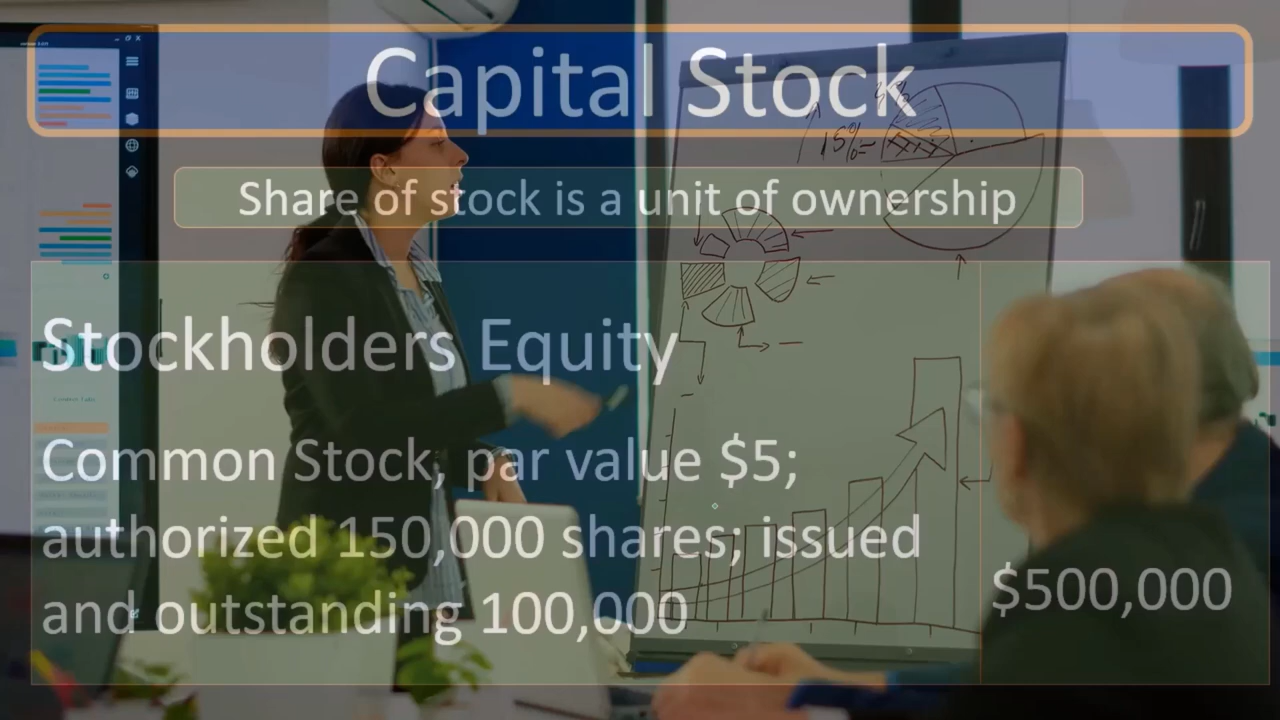 Capital Stock
Share of stock is a unit of ownership
15%=
Stockholders Equity
Common Stock, par value $5;
authorized 150,000 shares; issued
and outstanding 100,000
$500,000